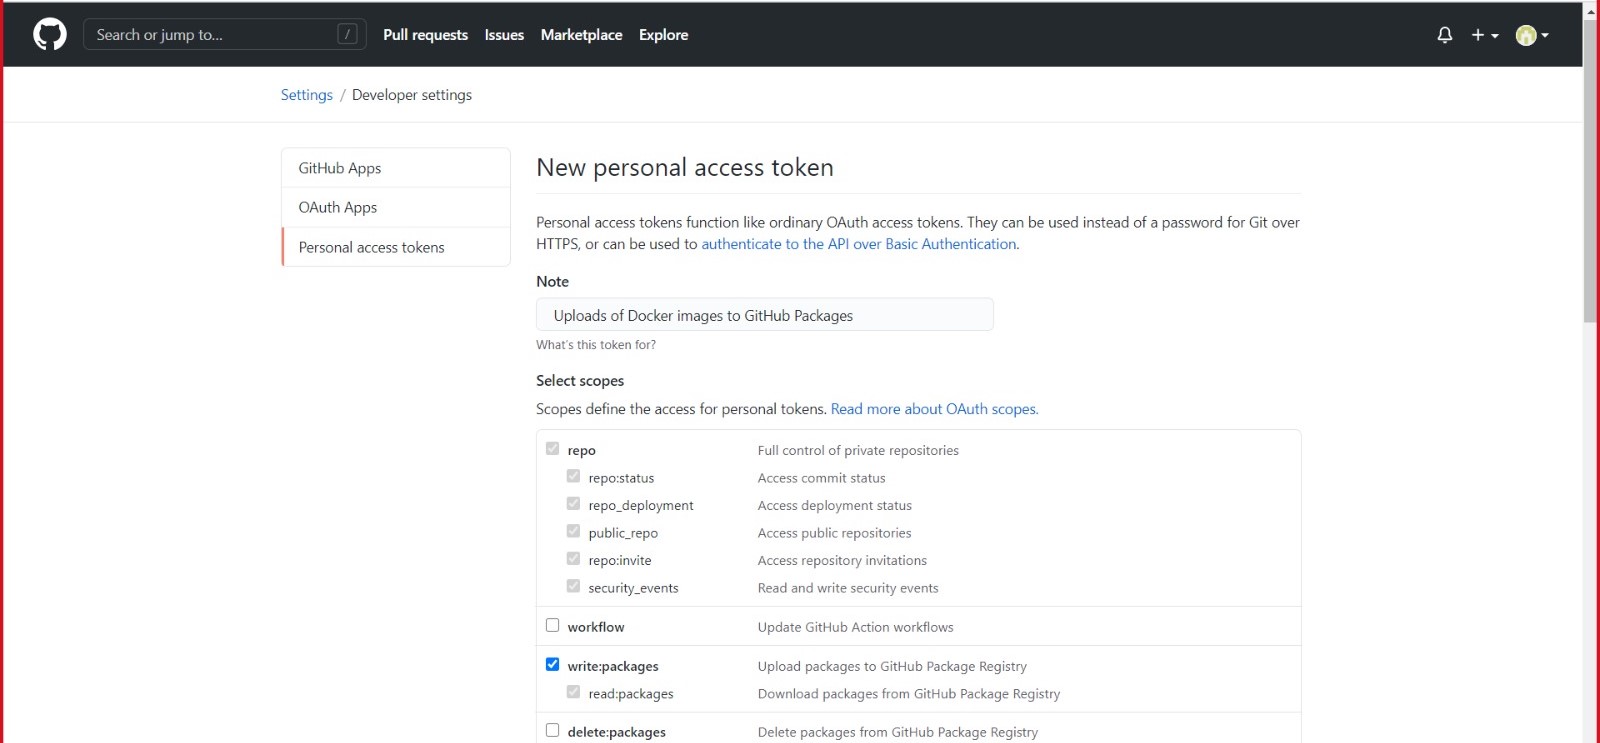 Search or jump to... /
Pull requests Issues Marketplace Explore
Settings / Developer settings
GitHub Apps
OAuth Apps
Personal access tokens
New personal access token
Personal access tokens function like ordinary OAuth access tokens. They can be used instead of a password for Git over
HTTPS, or can be used to authenticate to the API over Basic Authentication.
Note
Uploads of Docker images to GitHub Packages
What's this token for?
Select scopes
Scopes define the access for personal tokens. Read more about OAuth scopes.
repo Full control of private repositories
repo:status Access commit status
repo_deployment Access deployment status
public_repo Access public repositories
repo:invite Access repository invitations
security_events Read and write security events
workflow Update GitHub Action workflows
write:packages Upload packages to GitHub Package Registry
read:packages Download packages from GitHub Package Registry
delete:packages Delete packages from GitHub Package Registry